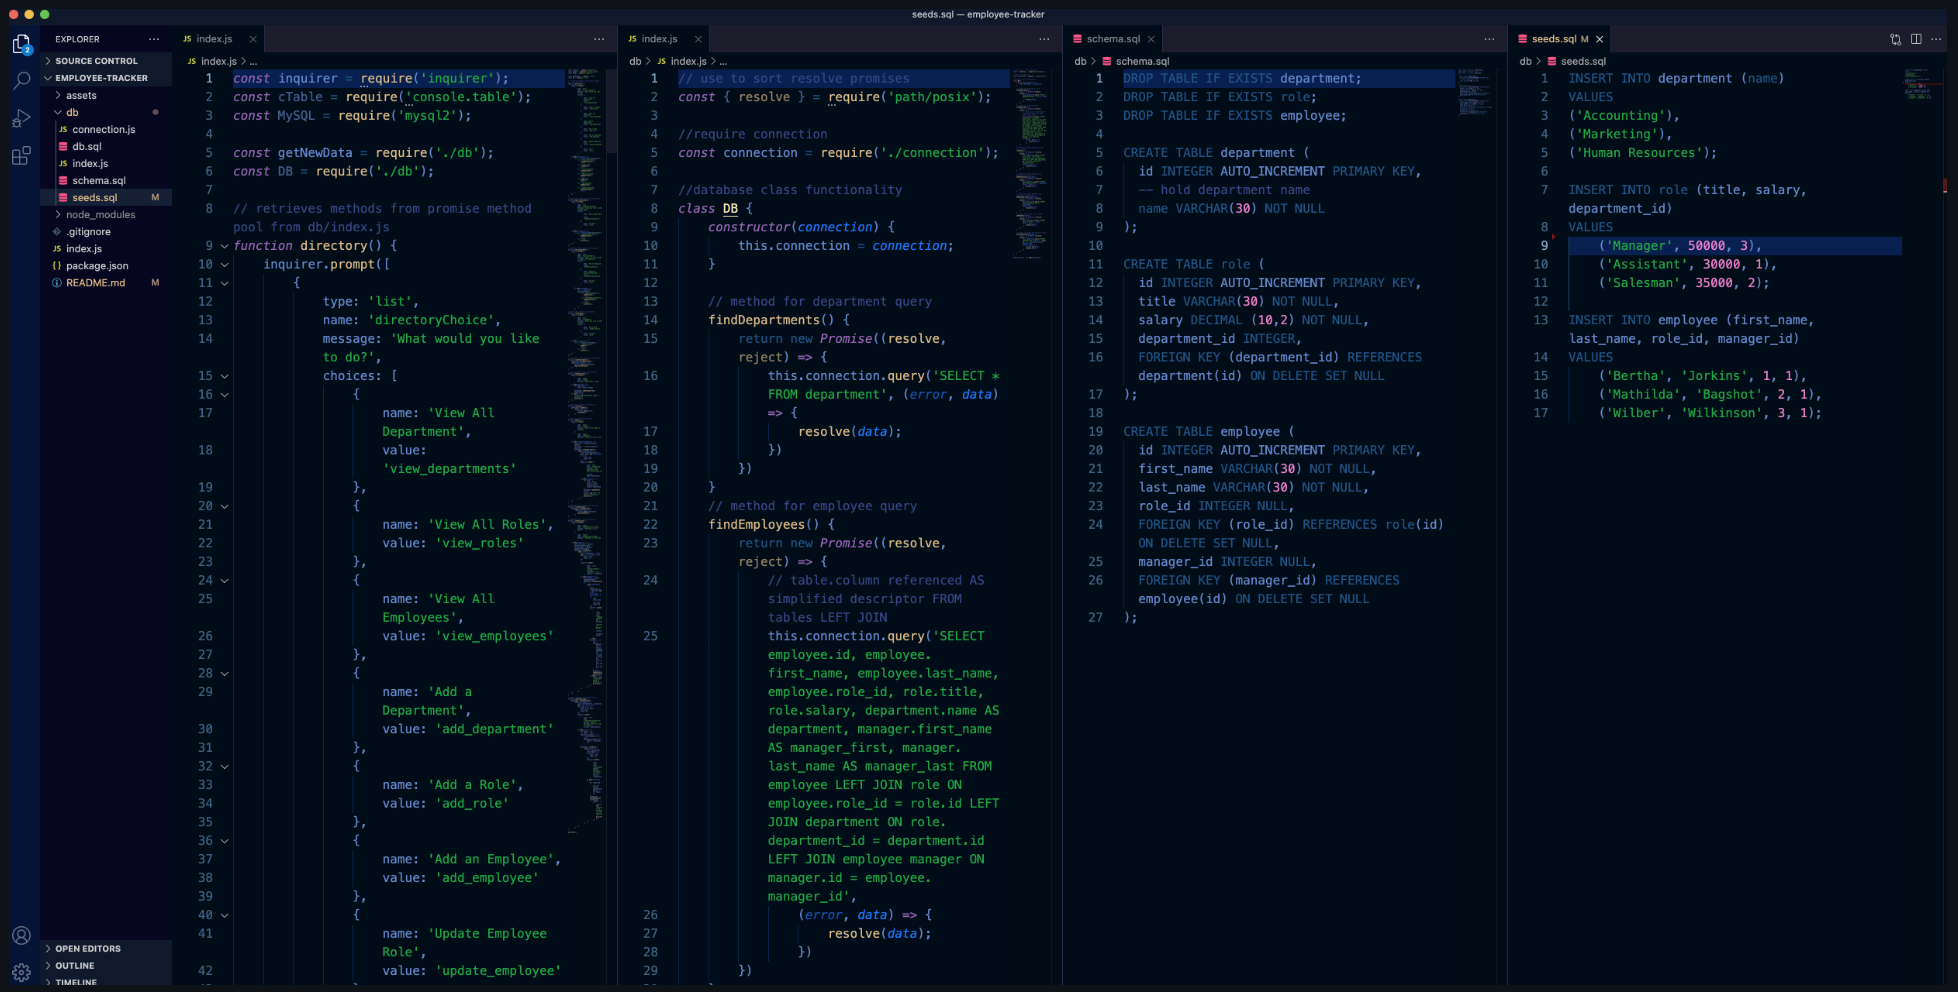 seeds.sql — employee-tracker
EXPLORER
SOURCE CONTROL
EMPLOYEE-TRACKER
assets
db
connection.js
db.sql
index.js
schema.sql
seeds.sql M
node_modules
.gitignore
index.js
package.json
README.md M
OPEN EDITORS
OUTLINE
TIMELINE
2
JS index.js
JS index.js > ...
1 const inquirer = require('inquirer');
2 const cTable = require('console.table');
3 const MySQL = require('mysql2');
4
5 const getNewData = require('./db');
6 const DB = require('./db');
7
8 // retrieves methods from promise method
pool from db/index.js
9 function directory() {
10 inquirer.prompt([
11 {
12 type: 'list',
13 name: 'directoryChoice',
14 message: 'What would you like
to do?',
15 choices: [
16 {
17 name: 'View All
Department',
18 value:
'view_departments'
19 },
20 {
21 name: 'View All Roles',
22 value: 'view_roles'
23 },
24 {
25 name: 'View All
Employees',
26 value: 'view_employees'
27 },
28 {
29 name: 'Add a
Department',
30 value: 'add_department'
31 },
32 {
33 name: 'Add a Role',
34 value: 'add_role'
35 },
36 {
37 name: 'Add an Employee',
38 value: 'add_employee'
39 },
40 {
41 name: 'Update Employee
Role',
42 value: 'update_employee'
JS index.js
db > JS index.js > ...
1 // use to sort resolve promises
2 const { resolve } = require('path/posix');
3
4 //require connection
5 const connection = require('./connection');
6
7 //database class functionality
8 class DB {
9 constructor(connection) {
10 this.connection = connection;
11 }
12
13 // method for department query
14 findDepartments() {
15 return new Promise((resolve,
reject) => {
16 this.connection.query('SELECT *
FROM department', (error, data)
=> {
17 resolve(data);
18 })
19 })
20 }
21 // method for employee query
22 findEmployees() {
23 return new Promise((resolve,
reject) => {
24 // table.column referenced AS
simplified descriptor FROM
tables LEFT JOIN
25 this.connection.query('SELECT
employee.id, employee.
first_name, employee.last_name,
employee.role_id, role.title,
role.salary, department.name AS
department, manager.first_name
AS manager_first, manager.
last_name AS manager_last FROM
employee LEFT JOIN role ON
employee.role_id = role.id LEFT
JOIN department ON role.
department_id = department.id
LEFT JOIN employee manager ON
manager.id = employee.
manager_id',
26 (error, data) => {
27 resolve(data);
28 })
29 })
schema.sql
db > schema.sql
1 DROP TABLE IF EXISTS department;
2 DROP TABLE IF EXISTS role;
3 DROP TABLE IF EXISTS employee;
4
5 CREATE TABLE department (
6 id INTEGER AUTO_INCREMENT PRIMARY KEY,
7 -- hold department name
8 name VARCHAR(30) NOT NULL
9 );
10
11 CREATE TABLE role (
12 id INTEGER AUTO_INCREMENT PRIMARY KEY,
13 title VARCHAR(30) NOT NULL,
14 salary DECIMAL (10,2) NOT NULL,
15 department_id INTEGER,
16 FOREIGN KEY (department_id) REFERENCES
department(id) ON DELETE SET NULL
17 );
18
19 CREATE TABLE employee (
20 id INTEGER AUTO_INCREMENT PRIMARY KEY,
21 first_name VARCHAR(30) NOT NULL,
22 last_name VARCHAR(30) NOT NULL,
23 role_id INTEGER NULL,
24 FOREIGN KEY (role_id) REFERENCES role(id)
ON DELETE SET NULL,
25 manager_id INTEGER NULL,
26 FOREIGN KEY (manager_id) REFERENCES
employee(id) ON DELETE SET NULL
27 );
seeds.sql M
db > seeds.sql
1 INSERT INTO department (name)
2 VALUES
3 ('Accounting'),
4 ('Marketing'),
5 ('Human Resources');
6
7 INSERT INTO role (title, salary,
department_id)
8 VALUES
9 ('Manager', 50000, 3),
10 ('Assistant', 30000, 1),
11 ('Salesman', 35000, 2);
12
13 INSERT INTO employee (first_name,
last_name, role_id, manager_id)
14 VALUES
15 ('Bertha', 'Jorkins', 1, 1),
16 ('Mathilda', 'Bagshot', 2, 1),
17 ('Wilber', 'Wilkinson', 3, 1);